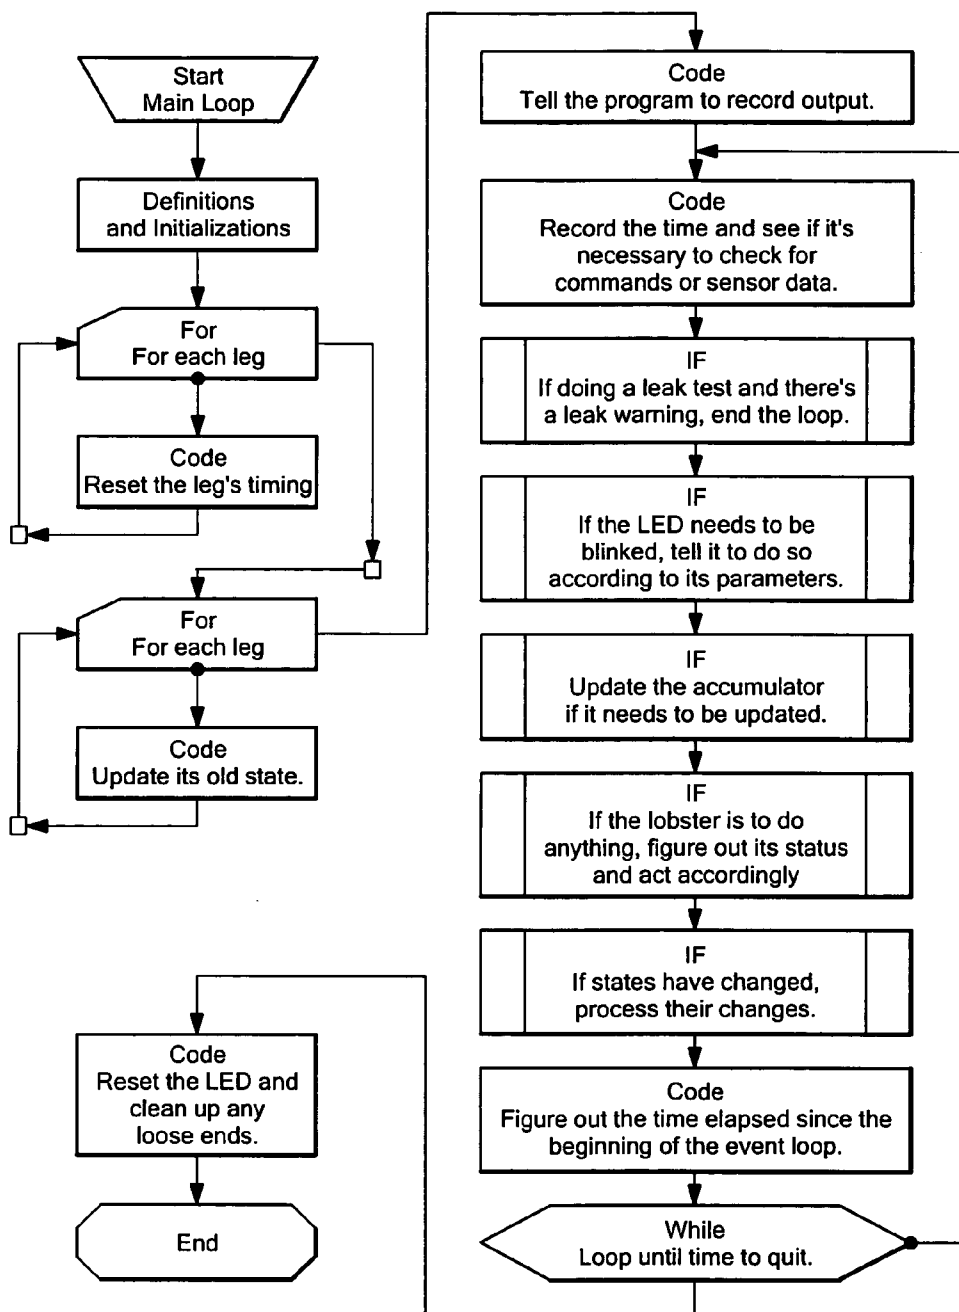 Start
Main Loop
Definitions
and Initializations
For
For each leg
Code
Reset the leg's timing
For
For each leg
Code
Update its old state.
Code
Tell the program to record output.
Code
Record the time and see if it's
necessary to check for
commands or sensor data.
IF
If doing a leak test and there's
a leak warning, end the loop.
IF
If the LED needs to be
blinked, tell it to do so
according to its parameters.
IF
Update the accumulator
if it needs to be updated.
IF
If the lobster is to do
anything, figure out its status
and act accordingly
IF
If states have changed,
process their changes.
Code
Figure out the time elapsed since the
beginning of the event loop.
While
Loop until time to quit.
Code
Reset the LED and
clean up any
loose ends.
End